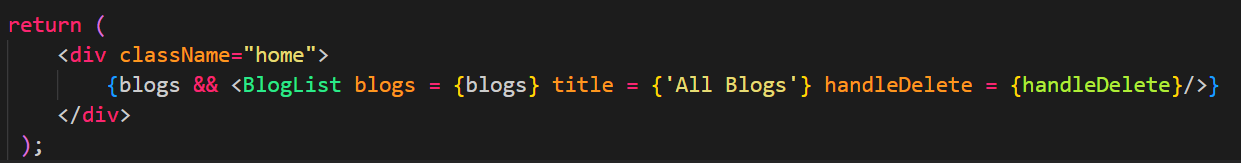 return (
<div className="home">
{blogs && <BlogList blogs = {blogs} title = {'All Blogs'} handleDelete = {handleDelete}/>}
</div>
);